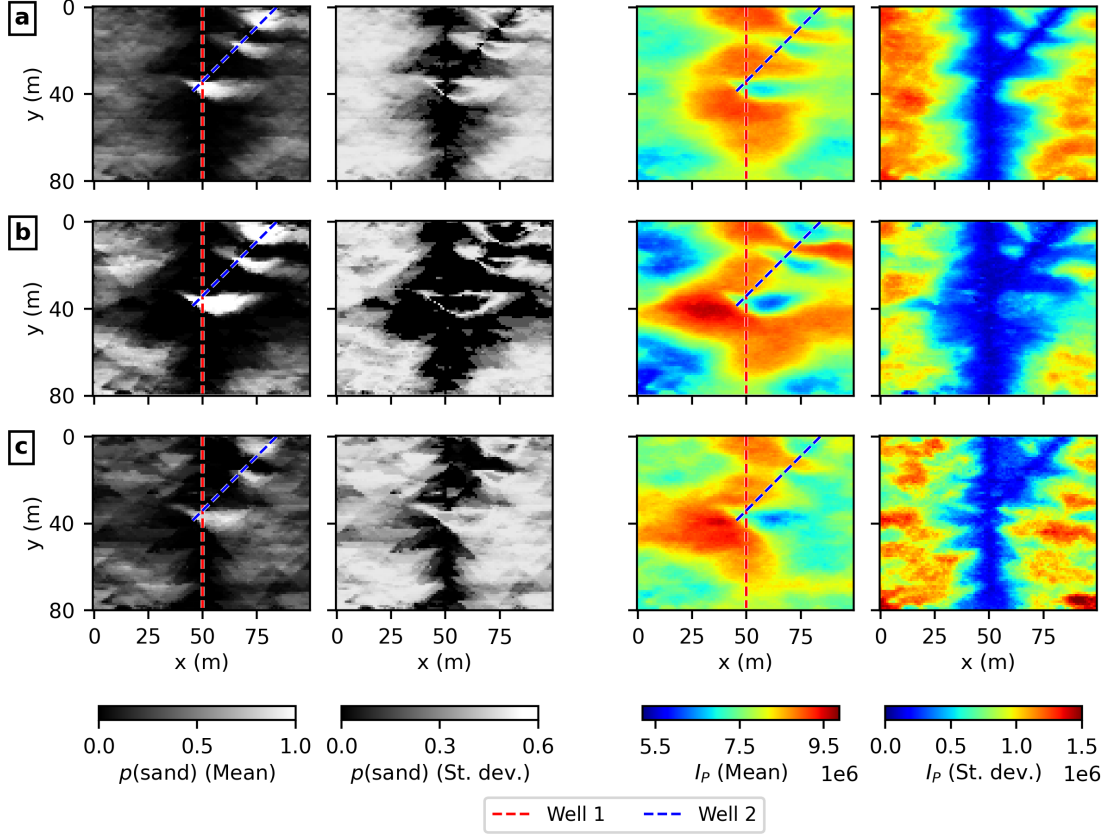 a
0
40
80
y (m)
b
0
40
80
y (m)
c
0
40
80
y (m)
0 25 50 75
x (m)
0 25 50 75
x (m)
0 25 50 75
x (m)
0 25 50 75
x (m)
0.0 0.5 1.0
p(sand) (Mean)
0.0 0.3 0.6
p(sand) (St. dev.)
5.5 7.5 9.5
I_P (Mean) 1e6
0.0 0.5 1.0 1.5
I_P (St. dev.) 1e6
Well 1 Well 2